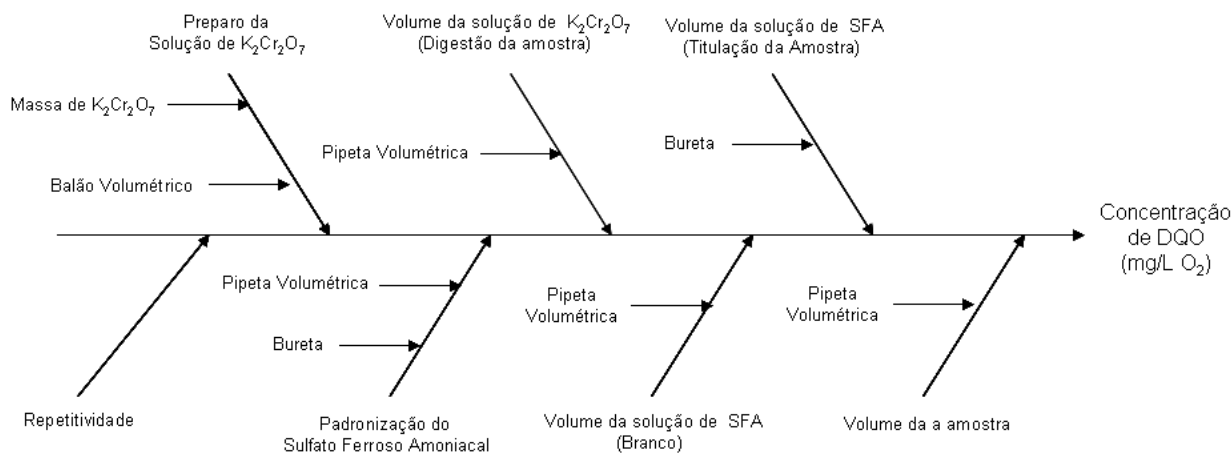 Preparo da
Solução de K₂Cr₂O₇
Volume da solução de K₂Cr₂O₇
(Digestão da amostra)
Volume da solução de SFA
(Titulação da Amostra)
Massa de K₂Cr₂O₇
Pipeta Volumétrica
Bureta
Balão Volumétrico
Concentração
de DQO
(mg/L O₂)
Pipeta Volumétrica
Pipeta
Volumétrica
Pipeta
Volumétrica
Bureta
Repetitividade
Padronização do
Sulfato Ferroso Amoniacal
Volume da solução de SFA
(Branco)
Volume da a amostra